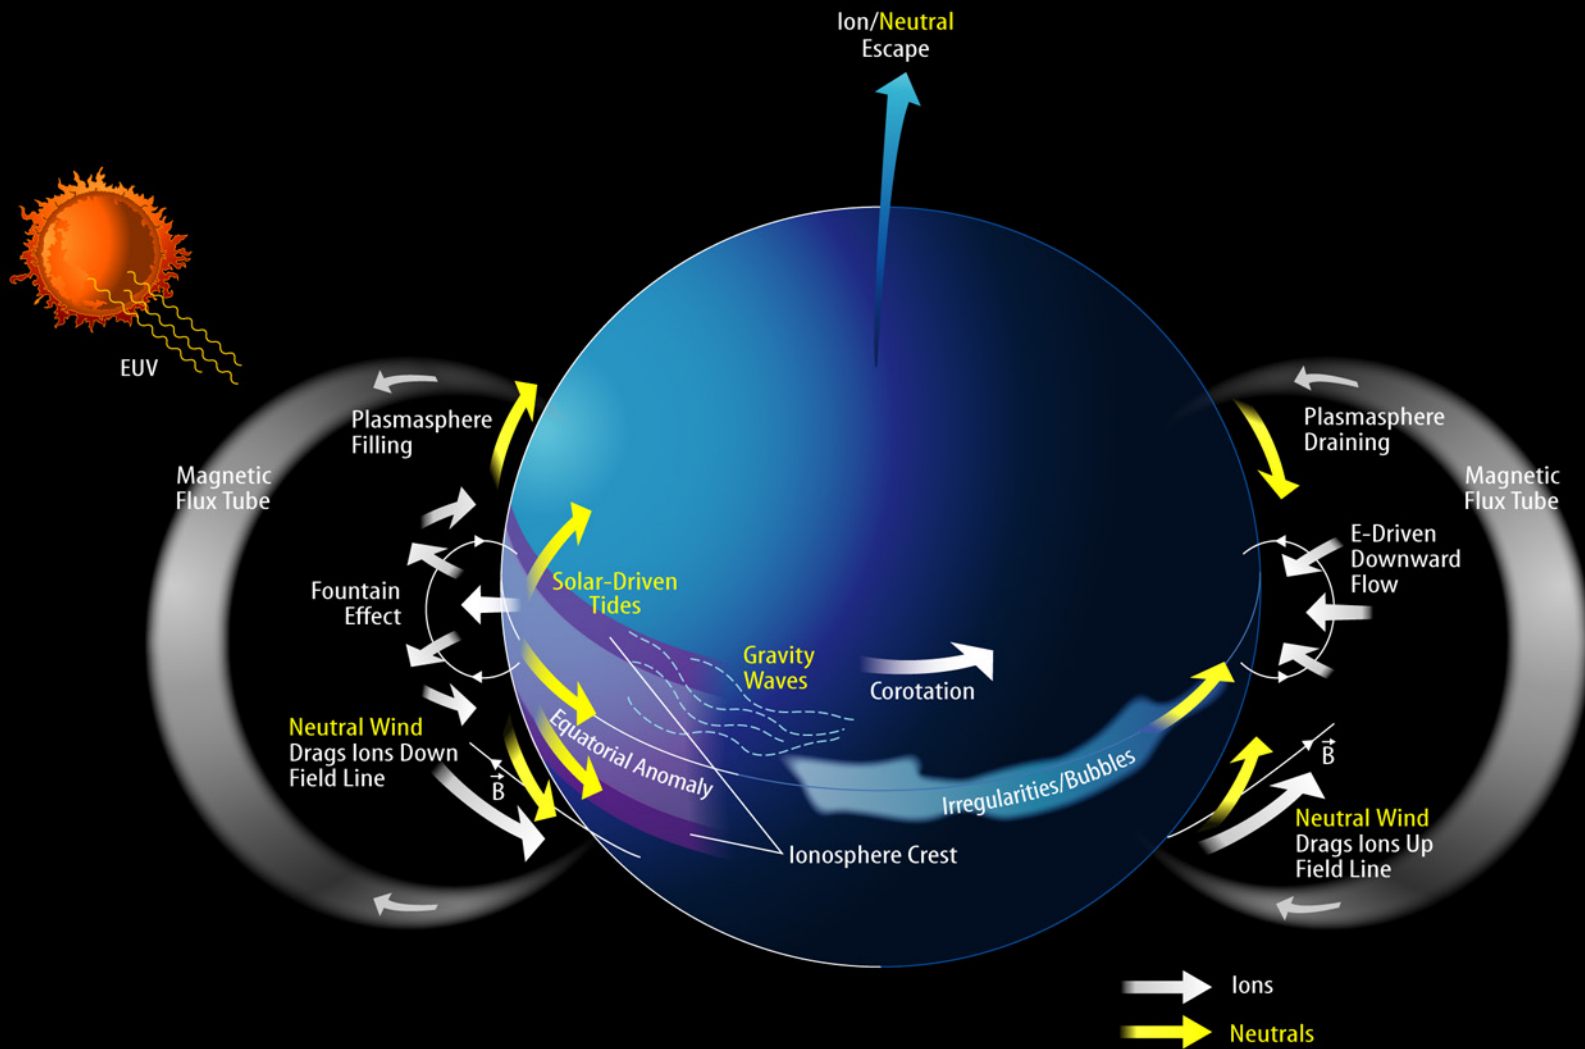 Ion/Neutral
Escape
EUV
Plasmasphere
Filling
Magnetic
Flux Tube
Fountain
Effect
Neutral Wind
Drags Ions Down
Field Line
B
Solar-Driven
Tides
Gravity
Waves
Corotation
Equatorial Anomaly
Irregularities/Bubbles
Ionosphere Crest
Plasmasphere
Draining
Magnetic
Flux Tube
E-Driven
Downward
Flow
B
Neutral Wind
Drags Ions Up
Field Line
Ions
Neutrals